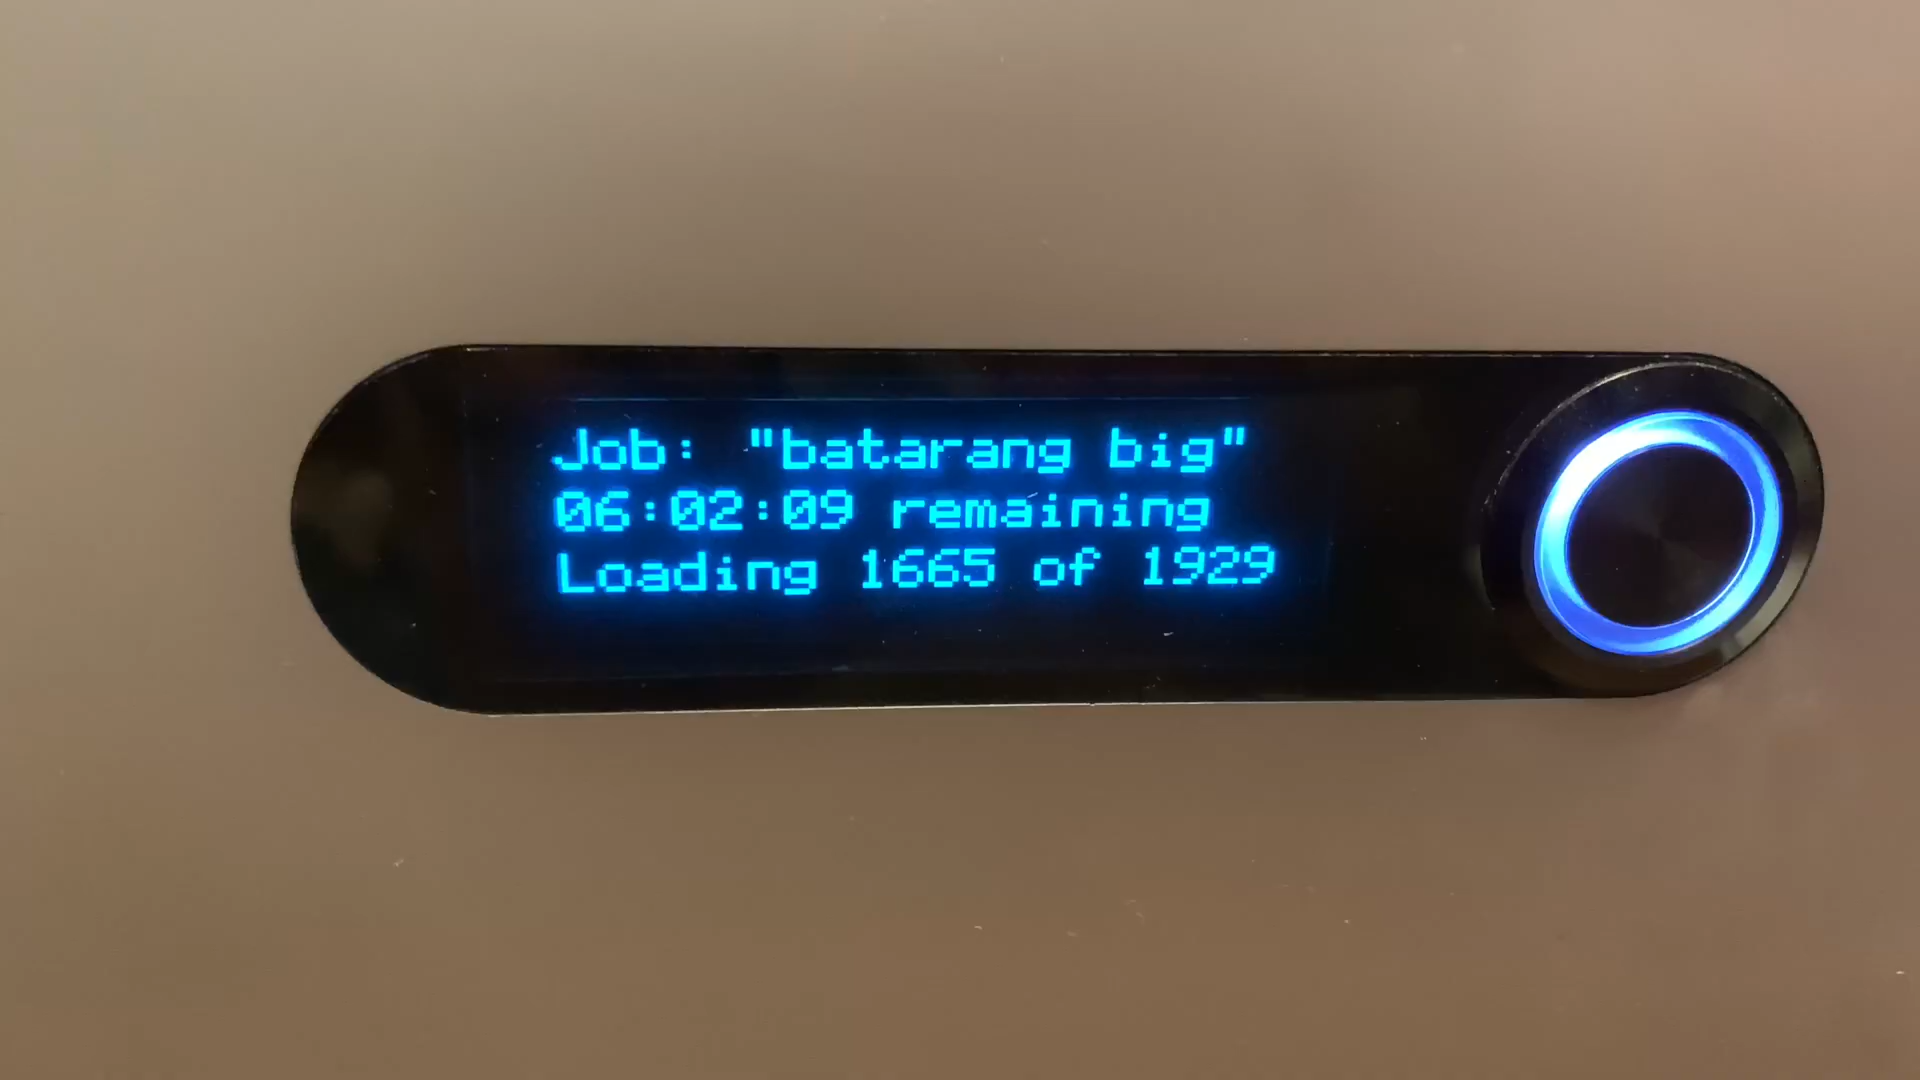 Job: "batarang big"
06:02:09 remaining
Loading 1665 of 1929